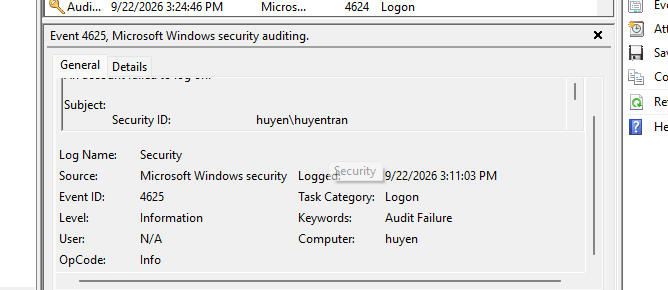 Audi... 9/22/2026 3:24:46 PM Micros... 4624 Logon
Event 4625, Microsoft Windows security auditing.
General Details
Subject:
Security ID: huyen\huyentran
Log Name: Security
Source: Microsoft Windows security Logged: 9/22/2026 3:11:03 PM
Security
Event ID: 4625 Task Category: Logon
Level: Information Keywords: Audit Failure
User: N/A Computer: huyen
OpCode: Info
Eve
Att
Sav
Co
Re
He